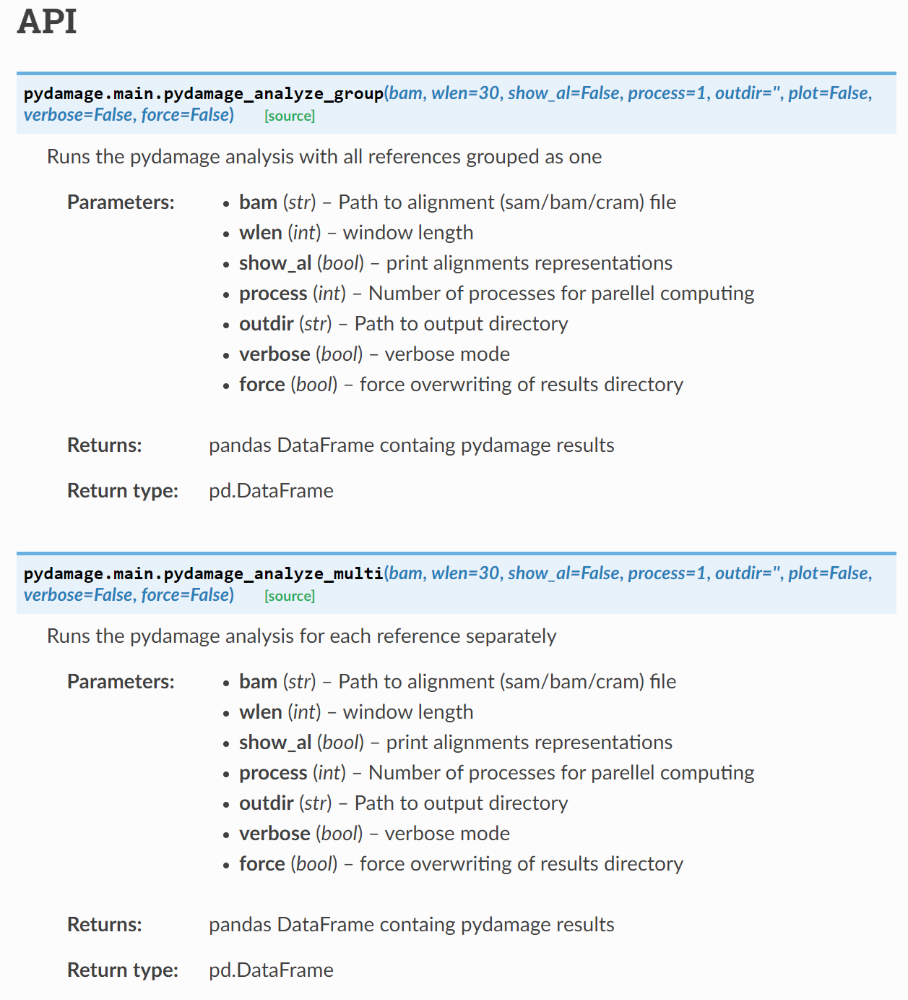 API
pydamage.main.pydamage_analyze_group(bam, wlen=30, show_al=False, process=1, outdir='', plot=False,
verbose=False, force=False) [source]
Runs the pydamage analysis with all references grouped as one
Parameters: • bam (str) – Path to alignment (sam/bam/cram) file
• wlen (int) – window length
• show_al (bool) – print alignments representations
• process (int) – Number of processes for parellel computing
• outdir (str) – Path to output directory
• verbose (bool) – verbose mode
• force (bool) – force overwriting of results directory
Returns: pandas DataFrame containg pydamage results
Return type: pd.DataFrame
pydamage.main.pydamage_analyze_multi(bam, wlen=30, show_al=False, process=1, outdir='', plot=False,
verbose=False, force=False) [source]
Runs the pydamage analysis for each reference separately
Parameters: • bam (str) – Path to alignment (sam/bam/cram) file
• wlen (int) – window length
• show_al (bool) – print alignments representations
• process (int) – Number of processes for parellel computing
• outdir (str) – Path to output directory
• verbose (bool) – verbose mode
• force (bool) – force overwriting of results directory
Returns: pandas DataFrame containg pydamage results
Return type: pd.DataFrame